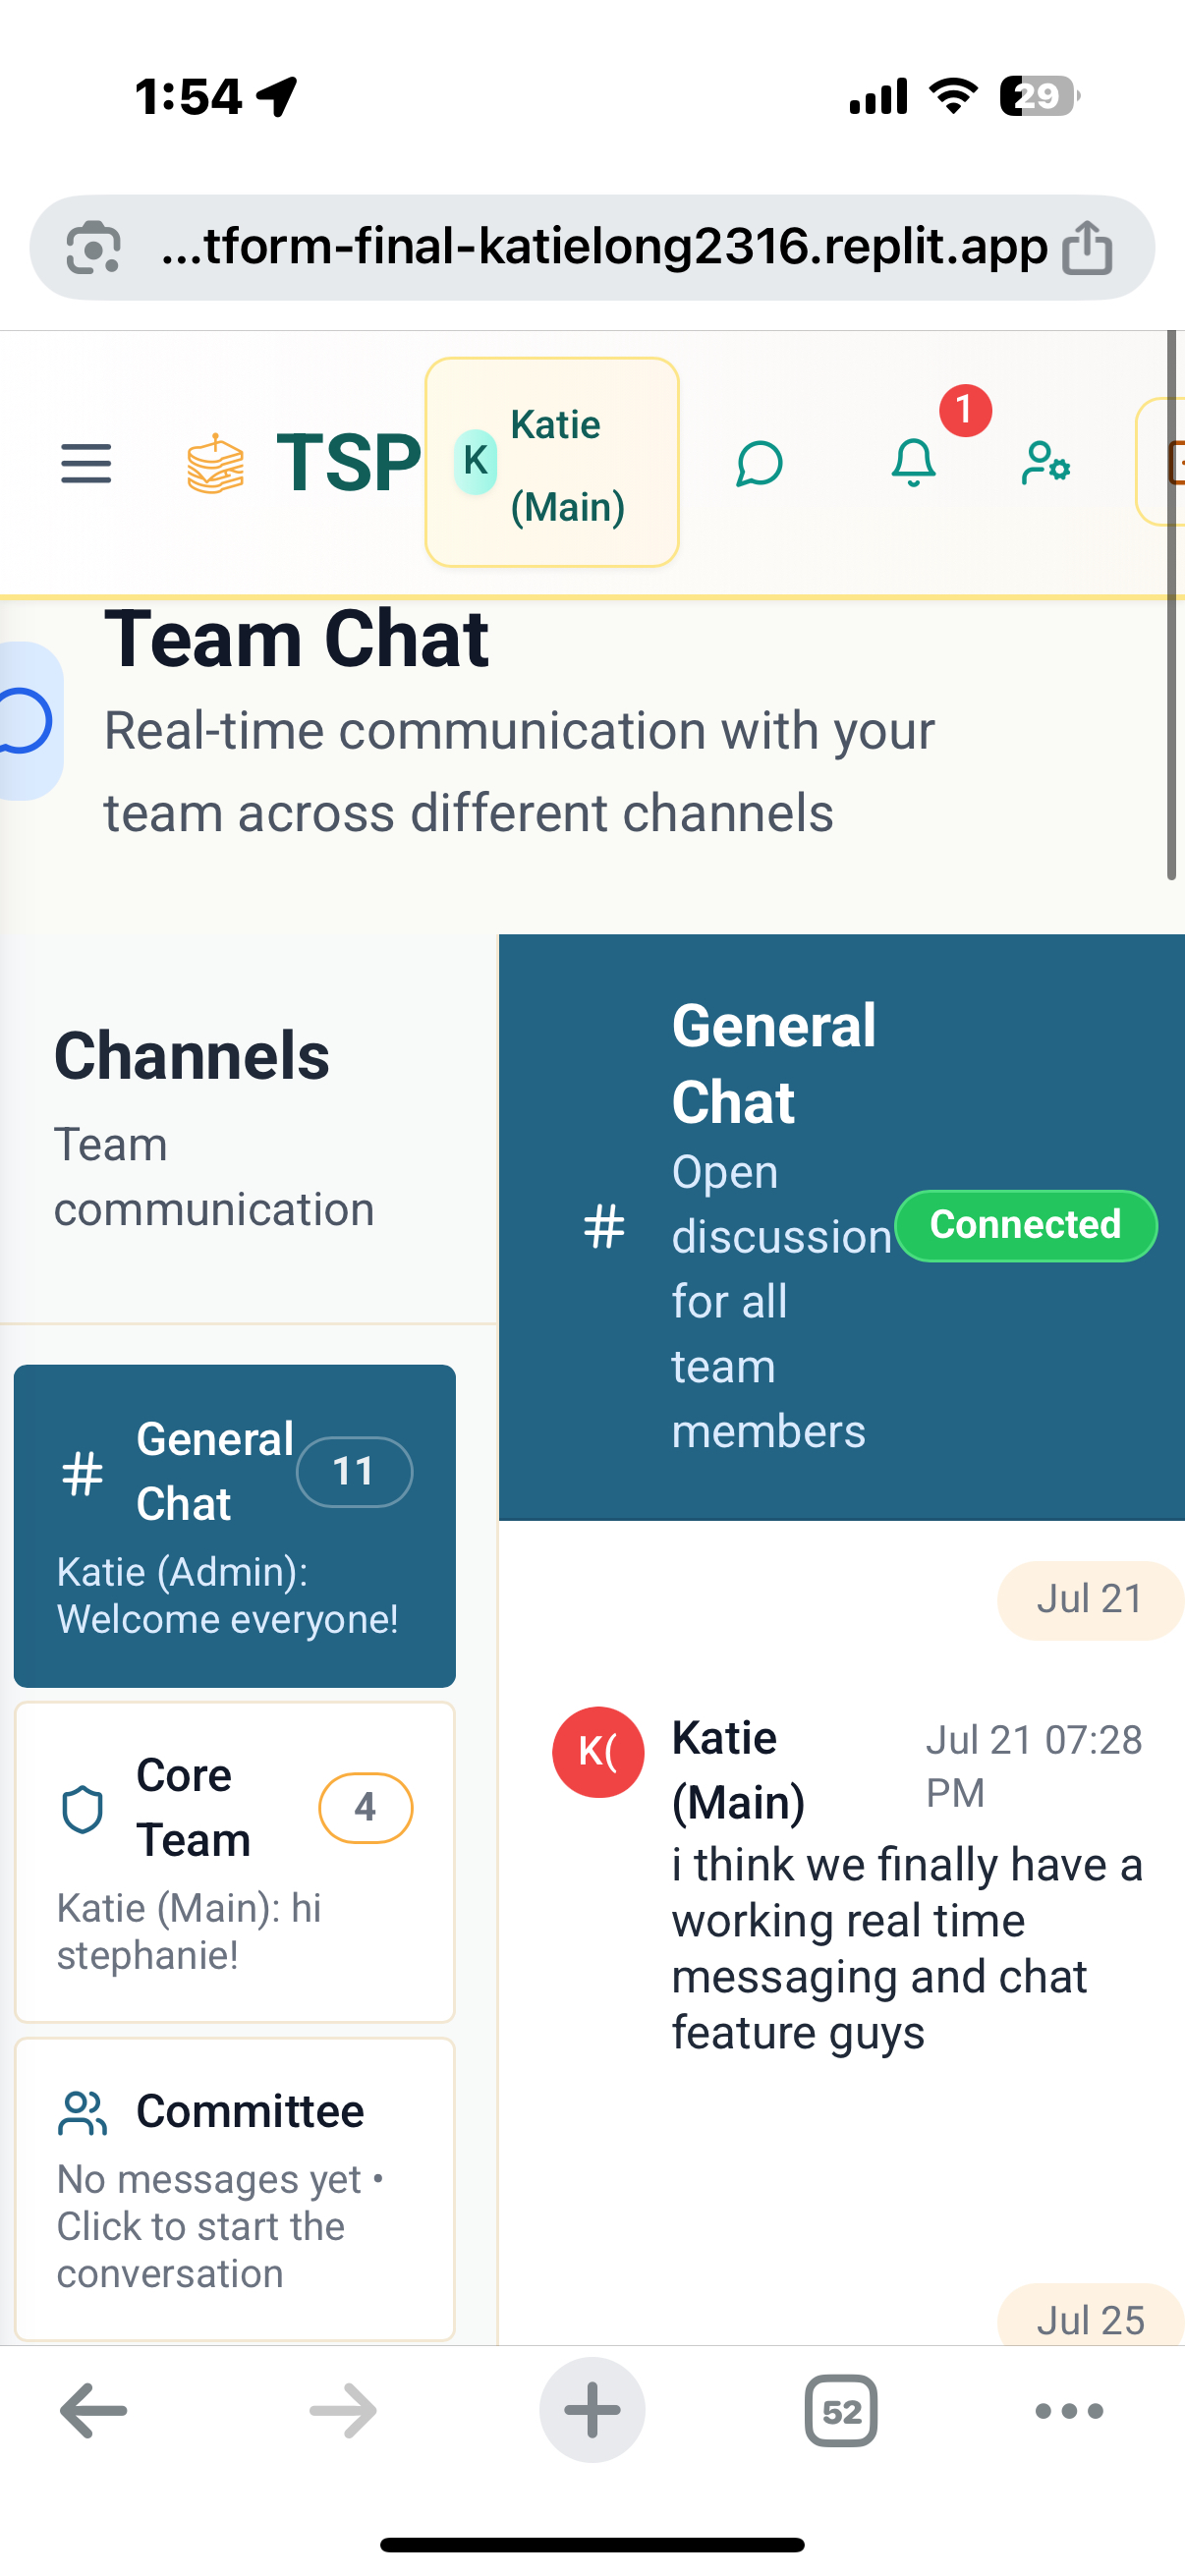 1:54
29
...tform-final-katielong2316.replit.app
TSP
K
Katie
(Main)
1
Team Chat
Real-time communication with your
team across different channels
Channels
Team
communication
General
Chat
11
Katie (Admin):
Welcome everyone!
Core
Team
4
Katie (Main): hi
stephanie!
Committee
No messages yet •
Click to start the
conversation
#
General
Chat
Open
discussion
for all
team
members
Connected
Jul 21
K(
Katie
(Main)
Jul 21 07:28
PM
i think we finally have a
working real time
messaging and chat
feature guys
Jul 25
52